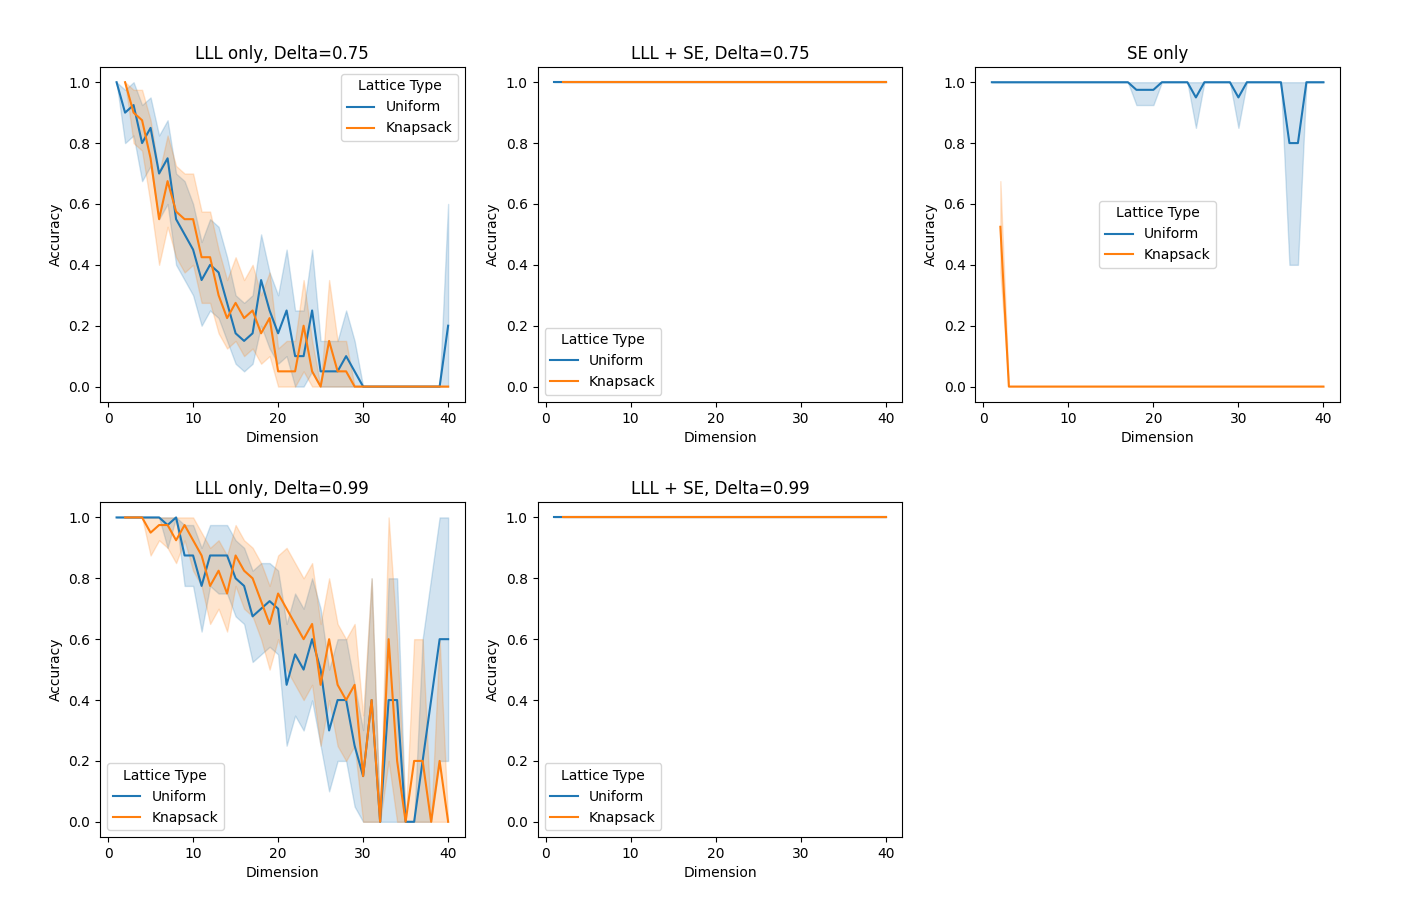 LLL only, Delta=0.75
Accuracy
1.0
0.8
0.6
0.4
0.2
0.0
Lattice Type
Uniform
Knapsack
0 10 20 30 40
Dimension
LLL + SE, Delta=0.75
Accuracy
1.0
0.8
0.6
0.4
0.2
0.0
Lattice Type
Uniform
Knapsack
0 10 20 30 40
Dimension
SE only
Accuracy
1.0
0.8
0.6
0.4
0.2
0.0
Lattice Type
Uniform
Knapsack
0 10 20 30 40
Dimension
LLL only, Delta=0.99
Accuracy
1.0
0.8
0.6
0.4
0.2
0.0
Lattice Type
Uniform
Knapsack
0 10 20 30 40
Dimension
LLL + SE, Delta=0.99
Accuracy
1.0
0.8
0.6
0.4
0.2
0.0
Lattice Type
Uniform
Knapsack
0 10 20 30 40
Dimension